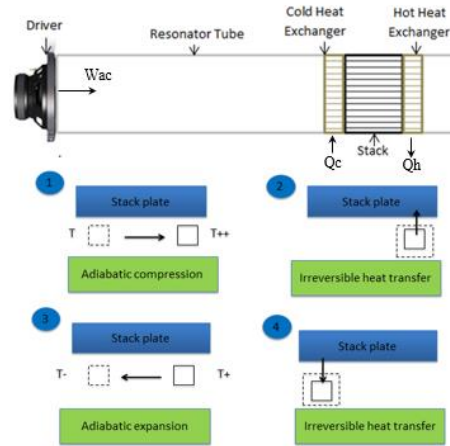 Driver
Resonator Tube
Cold Heat
Exchanger
Hot Heat
Exchanger
Wac
Stack
Qc
Qh
1
Stack plate
T
T++
Adiabatic compression
2
Stack plate
Irreversible heat transfer
3
Stack plate
T-
T+
Adiabatic expansion
4
Stack plate
Irreversible heat transfer